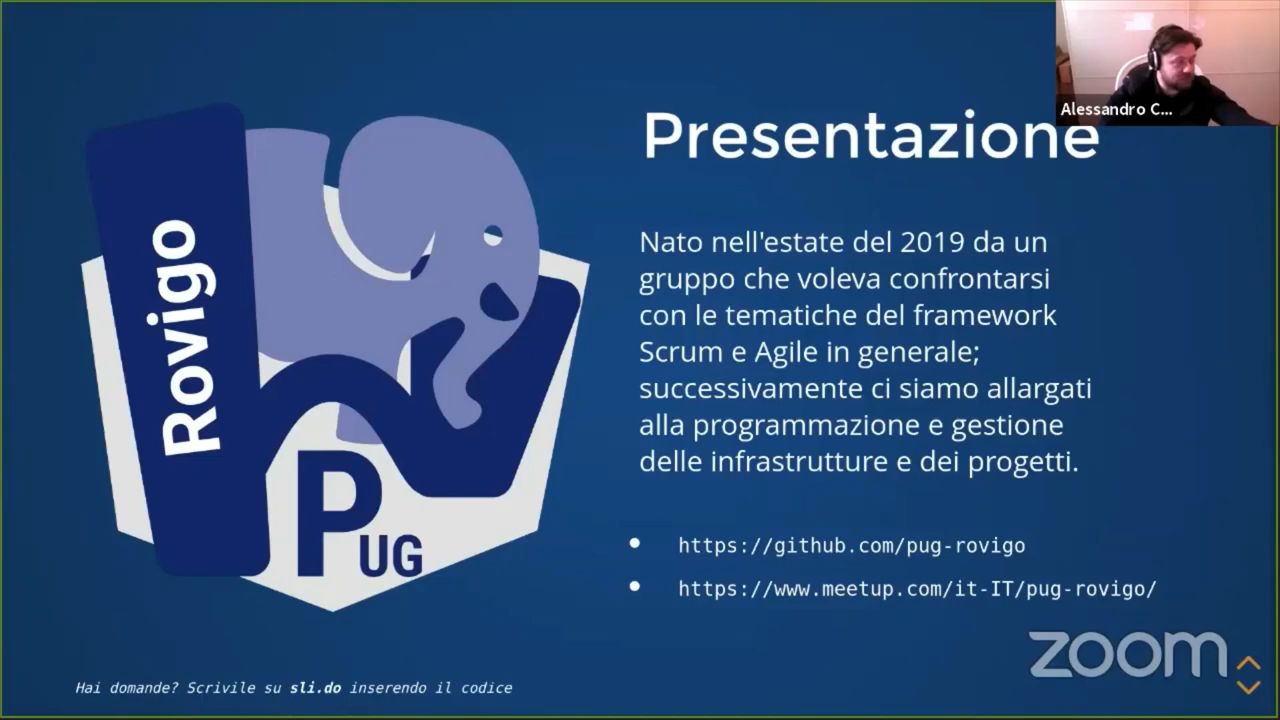 Alessandro C...
Presentazione
Rovigo
PUG
Nato nell'estate del 2019 da un
gruppo che voleva confrontarsi
con le tematiche del framework
Scrum e Agile in generale;
successivamente ci siamo allargati
alla programmazione e gestione
delle infrastrutture e dei progetti.
https://github.com/pug-rovigo
https://www.meetup.com/it-IT/pug-rovigo/
zoom
Hai domande? Scrivile su sli.do inserendo il codice